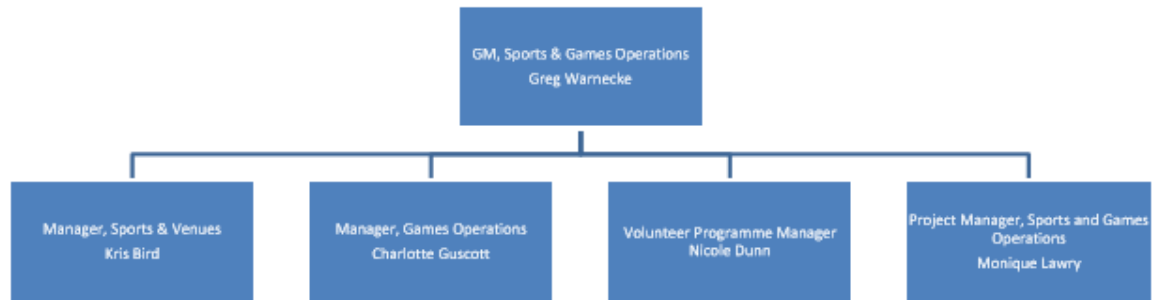 GM, Sports & Games Operations
Greg Warnecke
Manager, Sports & Venues
Kris Bird
Manager, Games Operations
Charlotte Guscott
Volunteer Programme Manager
Nicole Dunn
Project Manager, Sports and Games
Operations
Monique Lawry